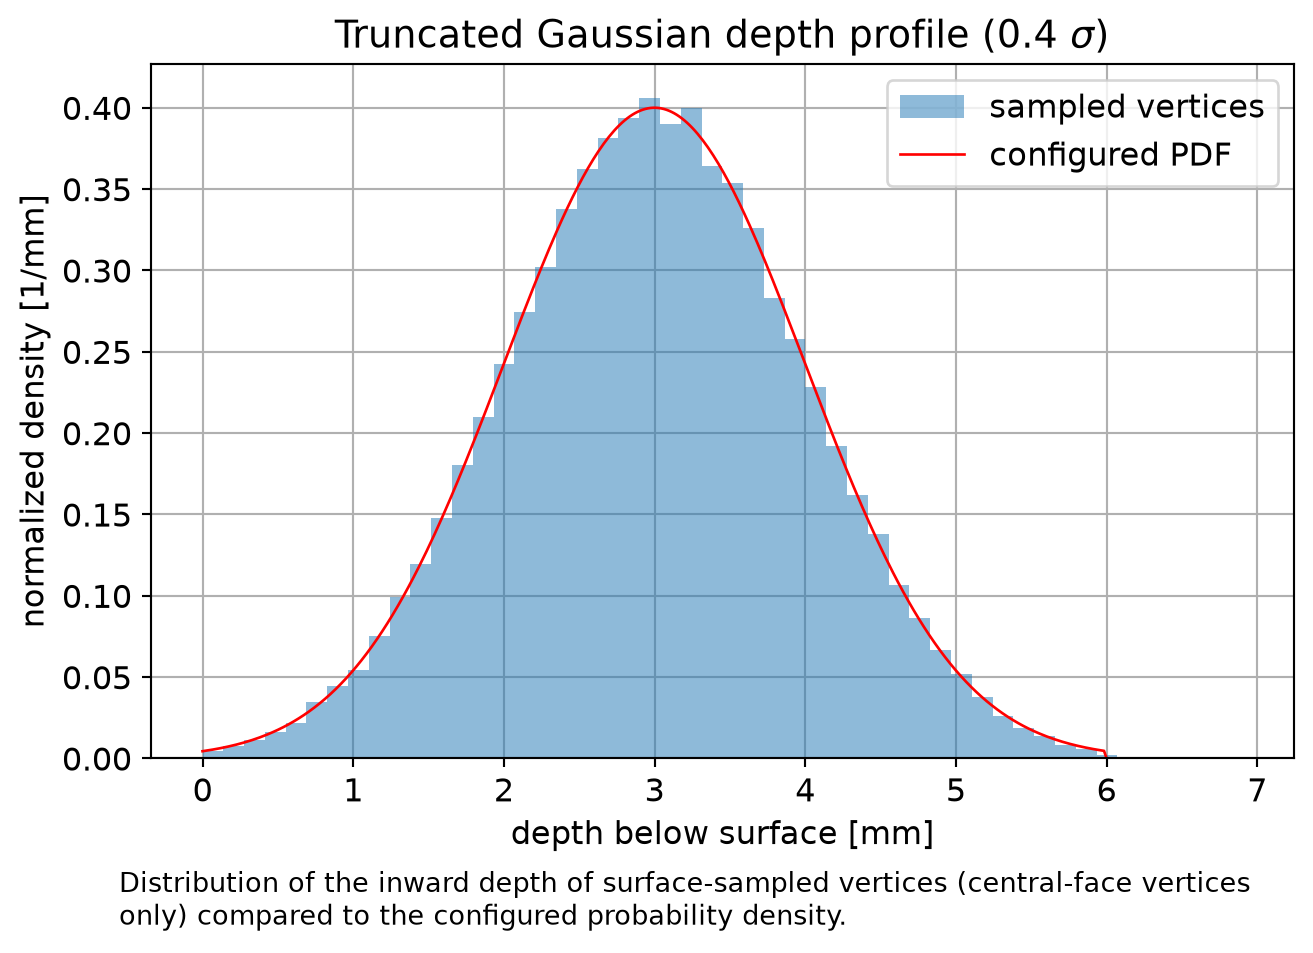 Truncated Gaussian depth profile (0.4 σ)
sampled vertices
configured PDF
normalized density [1/mm]
0.40
0.35
0.30
0.25
0.20
0.15
0.10
0.05
0.00
0 1 2 3 4 5 6 7
depth below surface [mm]
Distribution of the inward depth of surface-sampled vertices (central-face vertices
only) compared to the configured probability density.